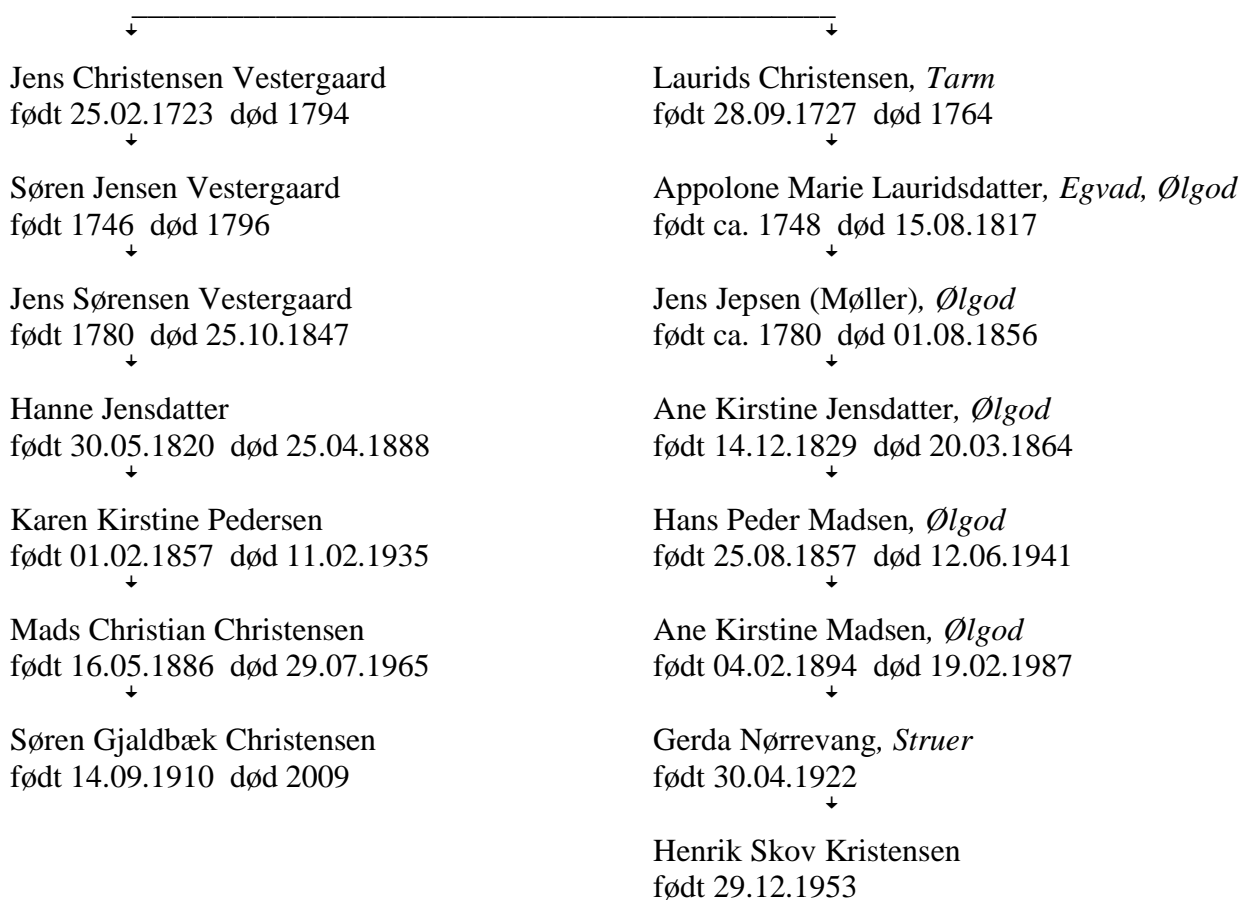 Jens Christensen Vestergaard
født 25.02.1723 død 1794
Søren Jensen Vestergaard
født 1746 død 1796
Jens Sørensen Vestergaard
født 1780 død 25.10.1847
Hanne Jensdatter
født 30.05.1820 død 25.04.1888
Karen Kirstine Pedersen
født 01.02.1857 død 11.02.1935
Mads Christian Christensen
født 16.05.1886 død 29.07.1965
Søren Gjaldbæk Christensen
født 14.09.1910 død 2009
Laurids Christensen, Tarm
født 28.09.1727 død 1764
Appolone Marie Lauridsdatter, Egvad, Ølgod
født ca. 1748 død 15.08.1817
Jens Jepsen (Møller), Ølgod
født ca. 1780 død 01.08.1856
Ane Kirstine Jensdatter, Ølgod
født 14.12.1829 død 20.03.1864
Hans Peder Madsen, Ølgod
født 25.08.1857 død 12.06.1941
Ane Kirstine Madsen, Ølgod
født 04.02.1894 død 19.02.1987
Gerda Nørrevang, Struer
født 30.04.1922
Henrik Skov Kristensen
født 29.12.1953